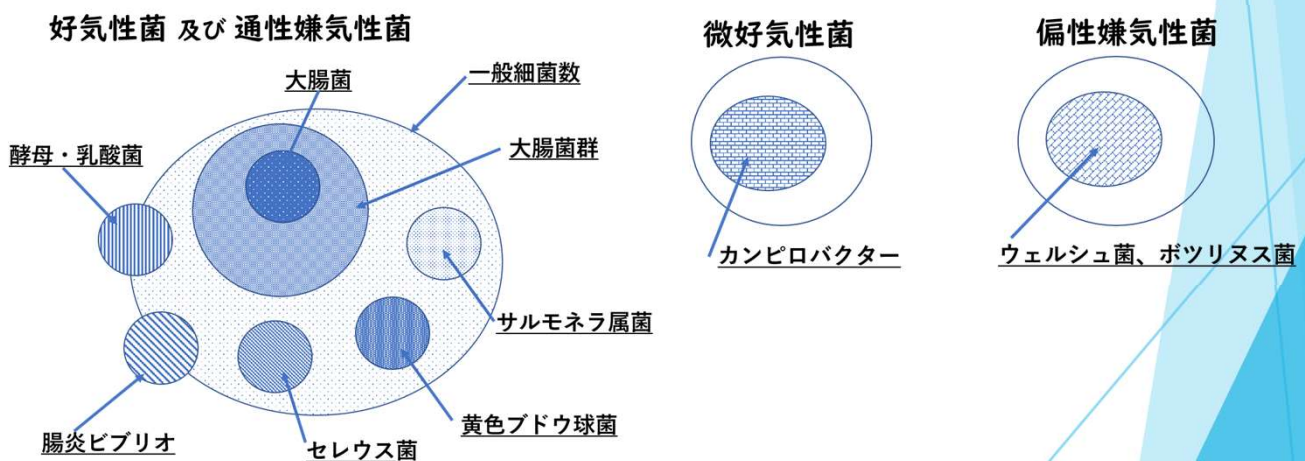 好気性菌 及び 通性嫌気性菌
微好気性菌
偏性嫌気性菌
大腸菌
一般細菌数
酵母・乳酸菌
大腸菌群
カンピロバクター
ウェルシュ菌、ボツリヌス菌
サルモネラ属菌
腸炎ビブリオ
セレウス菌
黄色ブドウ球菌